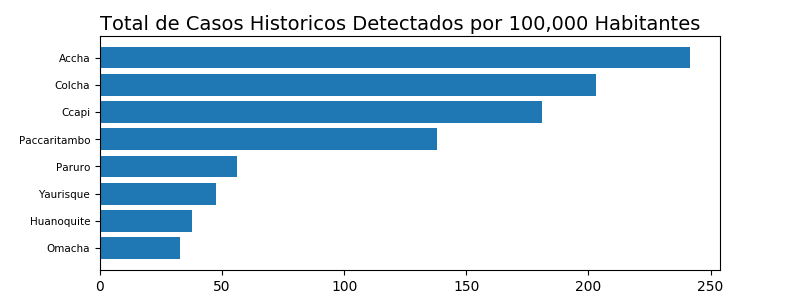 Total de Casos Historicos Detectados por 100,000 Habitantes
Accha
Colcha
Ccapi
Paccaritambo
Paruro
Yaurisque
Huanoquite
Omacha
0 50 100 150 200 250